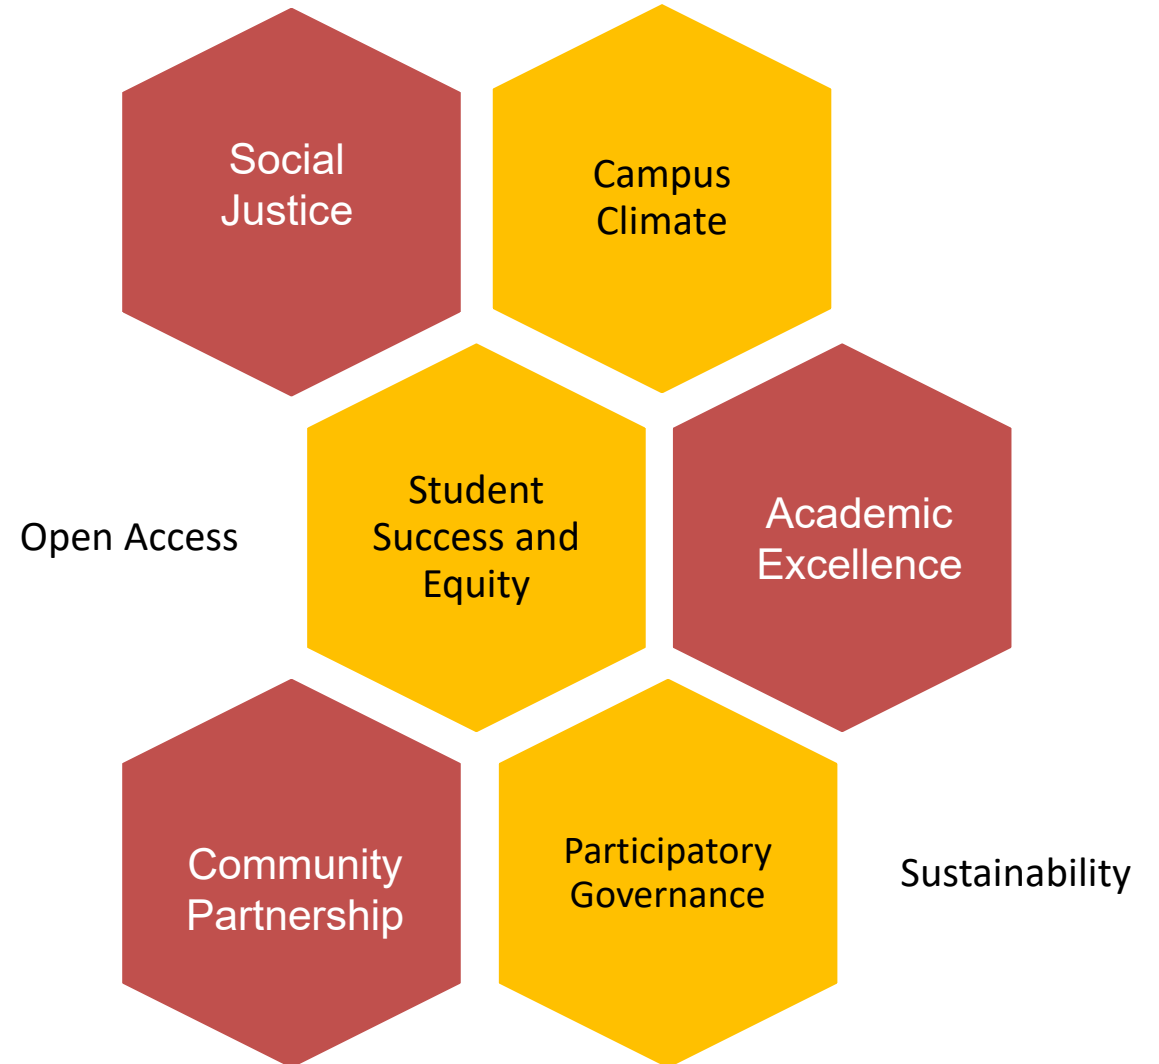 Social
Justice
Campus
Climate
Open Access
Student
Success and
Equity
Academic
Excellence
Community
Partnership
Participatory
Governance
Sustainability